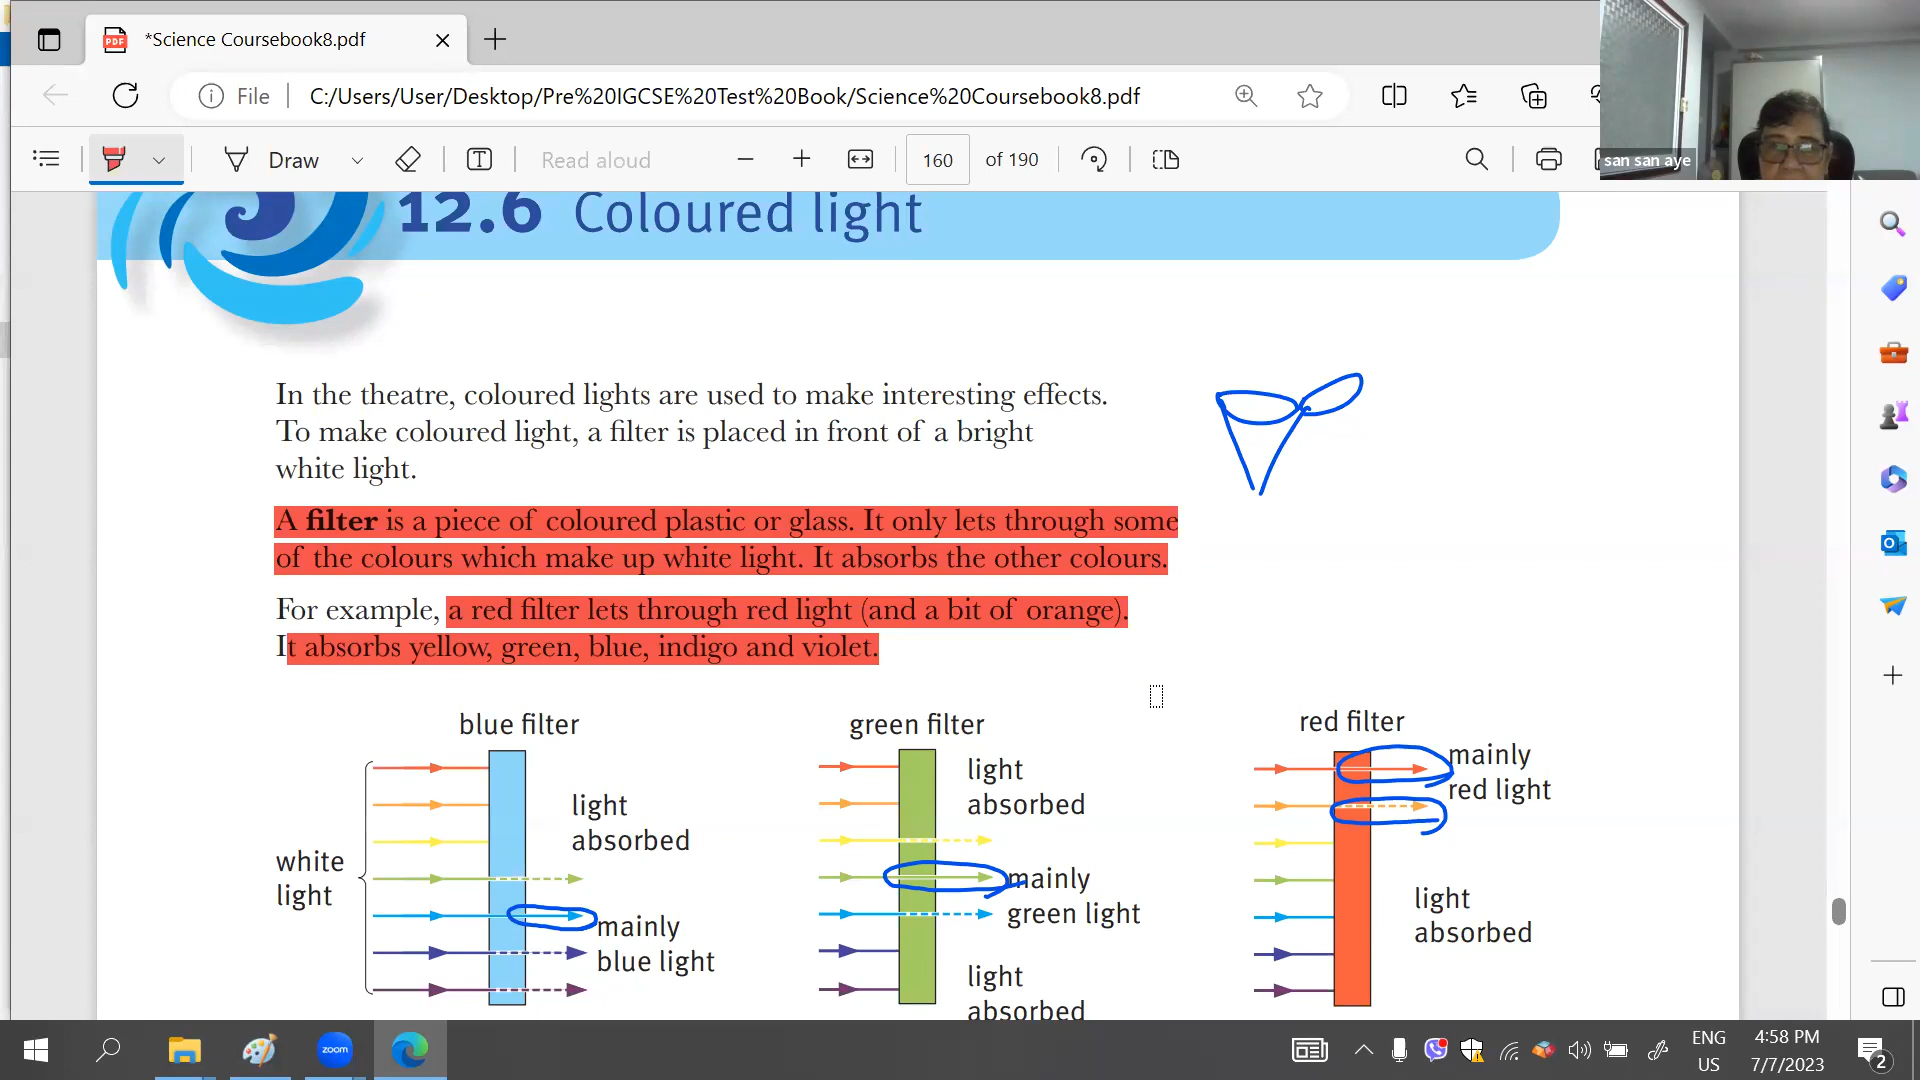 *Science Coursebook8.pdf
File
C:/Users/User/Desktop/Pre%20IGCSE%20Test%20Book/Science%20Coursebook8.pdf
Draw
Read aloud
160
of 190
san san aye
12.6 Coloured light
In the theatre, coloured lights are used to make interesting effects.
To make coloured light, a filter is placed in front of a bright
white light.
A filter is a piece of coloured plastic or glass. It only lets through some
of the colours which make up white light. It absorbs the other colours.
For example, a red filter lets through red light (and a bit of orange).
It absorbs yellow, green, blue, indigo and violet.
blue filter
white
light
light
absorbed
mainly
blue light
green filter
light
absorbed
mainly
green light
light
absorbed
red filter
mainly
red light
light
absorbed
zoom
ENG
US
4:58 PM
7/7/2023
2